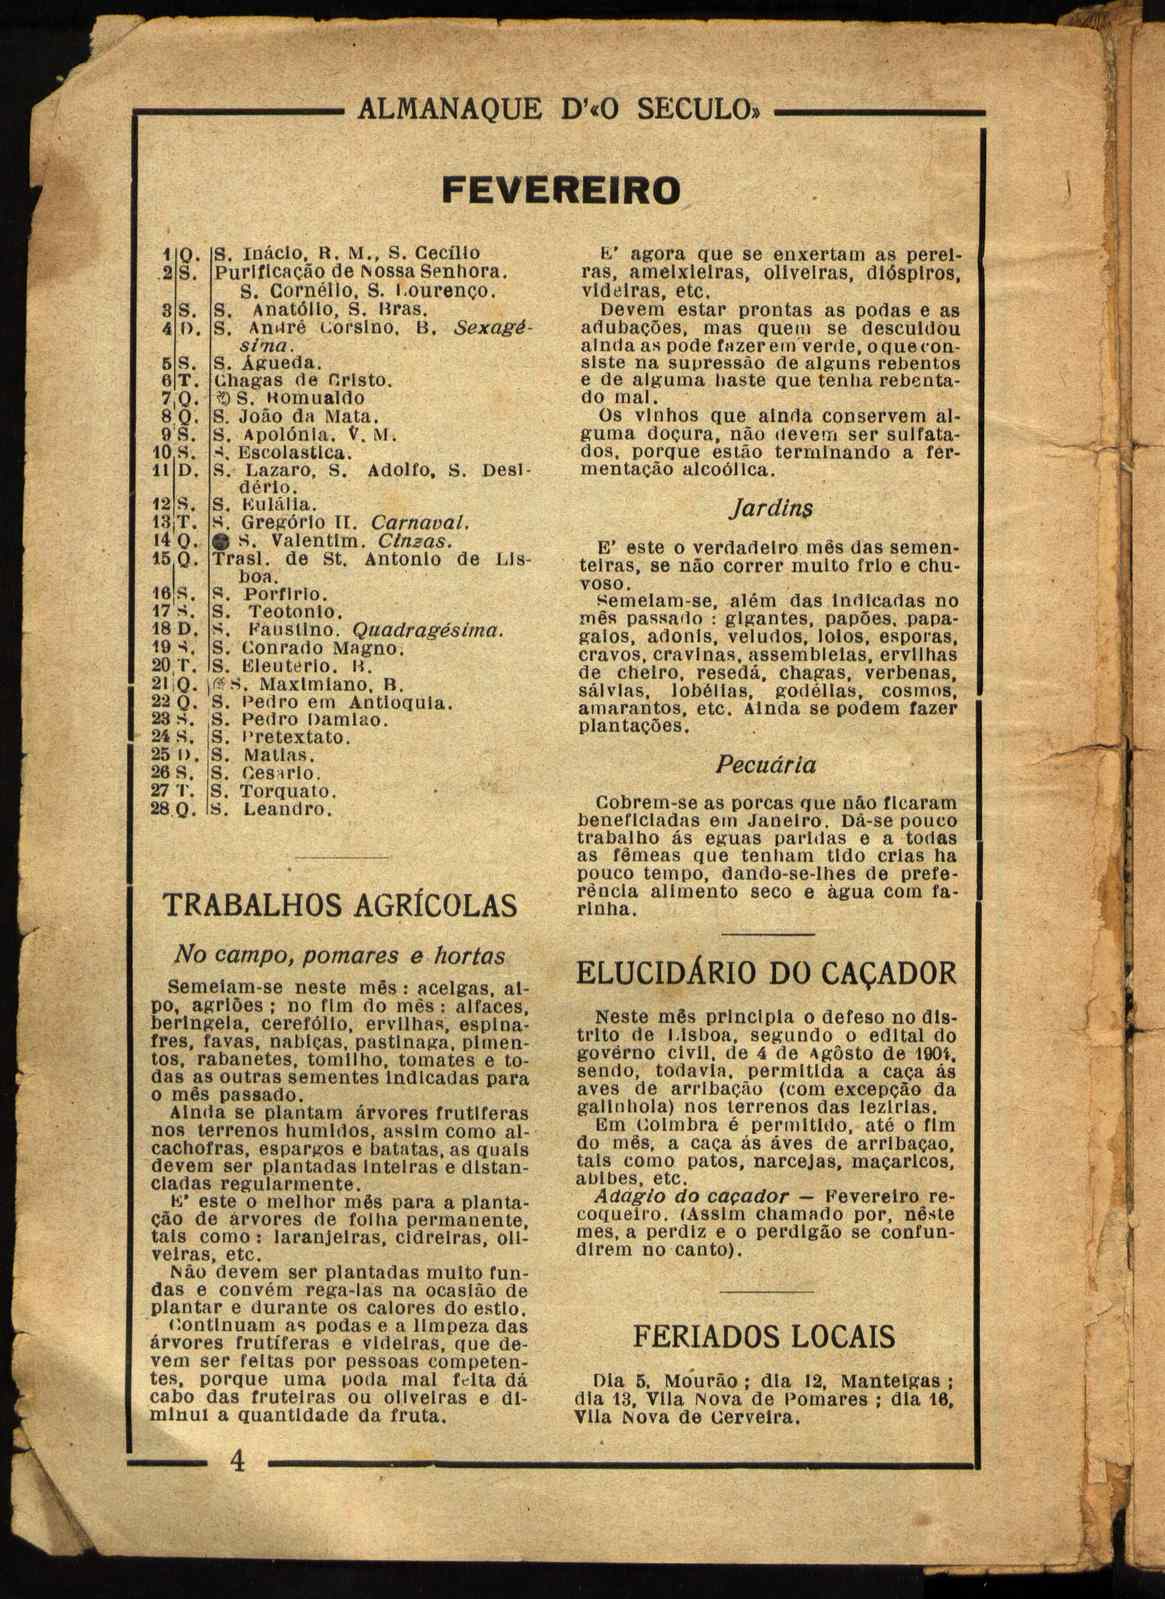 ALMANAQUE D'«O SECULO»
FEVEREIRO
1 Q. S. Inácio, R. M., S. Cecílio
2 S. Purificação de Nossa Senhora.
S. Cornélio, S. Lourenço.
3 S. S. Anatólio, S. Bras.
4 D. S. André Corsino, B. Sexagé-
sima.
5 S. S. Águeda.
6 T. Chagas de Cristo.
7 Q. S. Romualdo
8 Q. S. João da Mata.
9 S. S. Apolónia. V. M.
10 S. S. Escolastica.
11 D. S. Lazaro, S. Adolfo, S. Desi-
dério.
12 S. S. Eulália.
13 T. S. Gregório II. Carnaval.
14 Q. S. Valentim. Cinzas.
15 Q. Trasl. de St. Antonio de Lis-
boa.
16 S. S. Porfirio.
17 S. S. Teotonio.
18 D. S. Faustino. Quadragésima.
19 S. S. Conrado Magno.
20 T. S. Eleuterio. B.
21 Q. S. Maximiano, B.
22 Q. S. Pedro em Antioquia.
23 S. S. Pedro Damiao.
24 S. S. Pretextato.
25 D. S. Matias.
26 S. S. Cesario.
27 T. S. Torquato.
28 Q. S. Leandro.
TRABALHOS AGRÍCOLAS
No campo, pomares e hortas
Semeiam-se neste mês : acelgas, ai-
po, agriões ; no fim do mês : alfaces,
beringela, cerefólio, ervilhas, espina-
fres, favas, nabiças, pastinaga, pimen-
tos, rabanetes, tomilho, tomates e to-
das as outras sementes indicadas para
o mês passado.
Ainda se plantam árvores frutiferas
nos terrenos humidos, assim como al-
cachofras, espargos e batatas, as quais
devem ser plantadas inteiras e distan-
ciadas regularmente.
E' este o melhor mês para a planta-
ção de árvores de folha permanente,
tais como : laranjeiras, cidreiras, oli-
veiras, etc.
Não devem ser plantadas muito fun-
das e convém rega-las na ocasião de
plantar e durante os calores do estio.
Continuam as podas e a limpeza das
árvores frutíferas e videiras, que de-
vem ser feitas por pessoas competen-
tes, porque uma poda mal feita dá
cabo das fruteiras ou oliveiras e di-
minui a quantidade da fruta.
E' agora que se enxertam as perei-
ras, ameixieiras, oliveiras, dióspiros,
videiras, etc.
Devem estar prontas as podas e as
adubações, mas quem se descuidou
ainda as pode fazer em verde, o que con-
siste na supressão de alguns rebentos
e de alguma haste que tenha rebenta-
do mal.
Os vinhos que ainda conservem al-
guma doçura, não devem ser sulfata-
dos, porque estão terminando a fer-
mentação alcoólica.
Jardins
E' este o verdadeiro mês das semen-
teiras, se não correr muito frio e chu-
voso.
Semeiam-se, além das indicadas no
mês passado : gigantes, papões, papa-
gaios, adonis, veludos, loios, esporas,
cravos, cravinas, assembleias, ervilhas
de cheiro, resedá, chagas, verbenas,
sálvias, lobélias, godélias, cosmos,
amarantos, etc. Ainda se podem fazer
plantações.
Pecuária
Cobrem-se as porcas que não ficaram
beneficiadas em Janeiro. Dá-se pouco
trabalho ás eguas paridas e a todas
as fêmeas que tenham tido crias ha
pouco tempo, dando-se-lhes de prefe-
rência alimento seco e àgua com fa-
rinha.
ELUCIDÁRIO DO CAÇADOR
Neste mês principia o defeso no dis-
trito de Lisboa, segundo o edital do
govêrno civil, de 4 de Agôsto de 1901,
sendo, todavia, permitida a caça ás
aves de arribação (com excepção da
galinhola) nos terrenos das lezirias.
Em Coimbra é permitido, até o fim
do mês, a caça ás áves de arribaçao,
tais como patos, narcejas, maçaricos,
abibes, etc.
Adágio do caçador — Fevereiro re-
coqueiro. (Assim chamado por, nêste
mes, a perdiz e o perdigão se confun-
direm no canto).
FERIADOS LOCAIS
Dia 5, Mourão ; dia 12, Manteigas ;
dia 13, Vila Nova de Pomares ; dia 16,
Vila Nova de Cerveira.
4